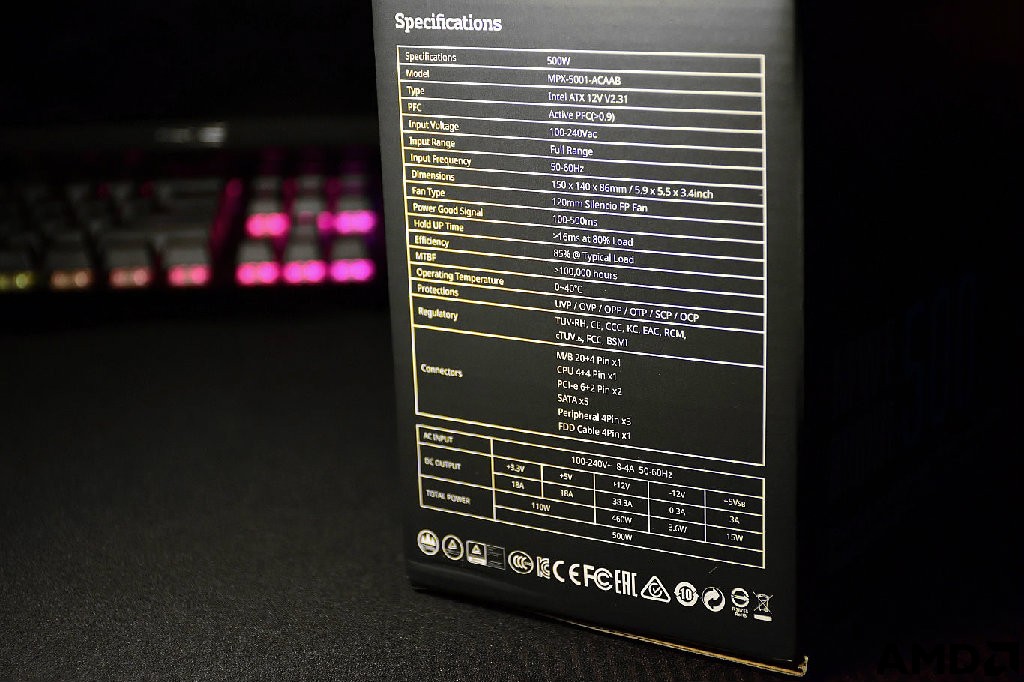 Specifications
Specifications 500W
Model MPX-5001-ACAAB
Type Intel ATX 12V V2.31
PFC Active PFC(>0.9)
Input Voltage 100-240Vac
Input Range Full Range
Input Frequency 50-60Hz
Dimensions 150 x 140 x 86mm / 5.9 x 5.5 x 3.4inch
Fan Type 120mm Silencio FP Fan
Power Good Signal 100-500ms
Hold UP Time >16ms at 80% Load
Efficiency 85% @ Typical Load
MTBF >100,000 hours
Operating Temperature 0~40°C
Protections UVP / OVP / OPP / OTP / SCP / OCP
Regulatory TUV-RH, CE, CCC, KC, EAC, RCM,
cTUVus, FCC, BSMI
Connectors M/B 20+4 Pin x1
CPU 4+4 Pin x1
PCI-e 6+2 Pin x2
SATA
Peripheral 4Pin x3
FDD Cable 4Pin x1
AC INPUT 100-240V~ 8-4A 50-60Hz
DC OUTPUT +3.3V +5V +12V -12V +5VSB
18A 18A 38.3A 0.3A 3A
TOTAL POWER 110W 460W 3.6W 15W
500W
CCC CE FC EAC 10
AMD